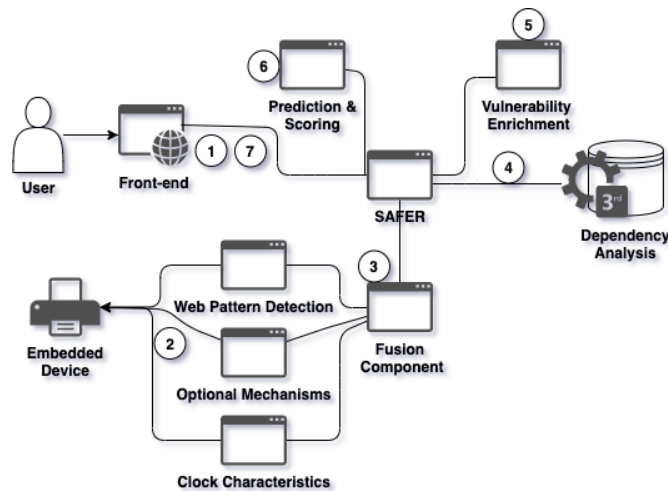 5
6
Prediction &
Scoring
Vulnerability
Enrichment
1
7
4
3rd
User
Front-end
SAFER
Dependency
Analysis
3
Web Pattern Detection
2
Embedded
Device
Optional Mechanisms
Fusion
Component
Clock Characteristics